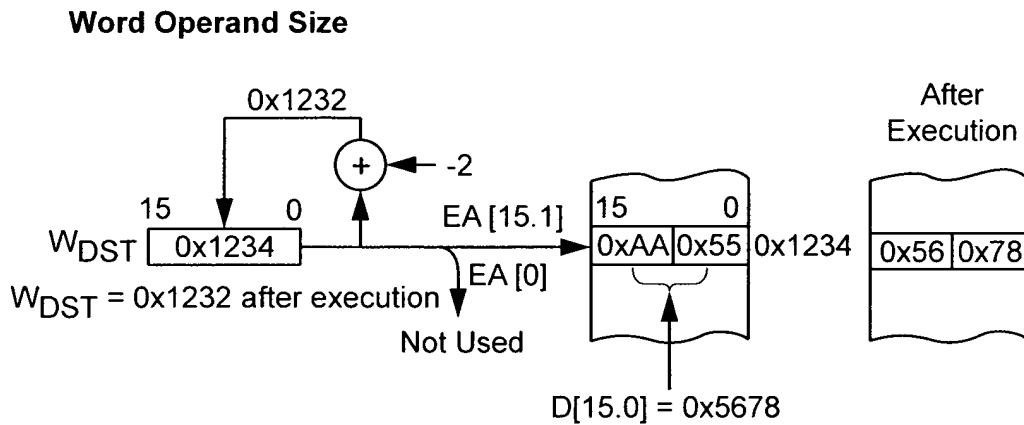 Word Operand Size
0x1232
After
Execution
+
-2
15 0
EA [15.1]
15 0
WDST
0x1234
0xAA 0x55
0x1234
0x56 0x78
EA [0]
WDST = 0x1232 after execution
Not Used
D[15.0] = 0x5678